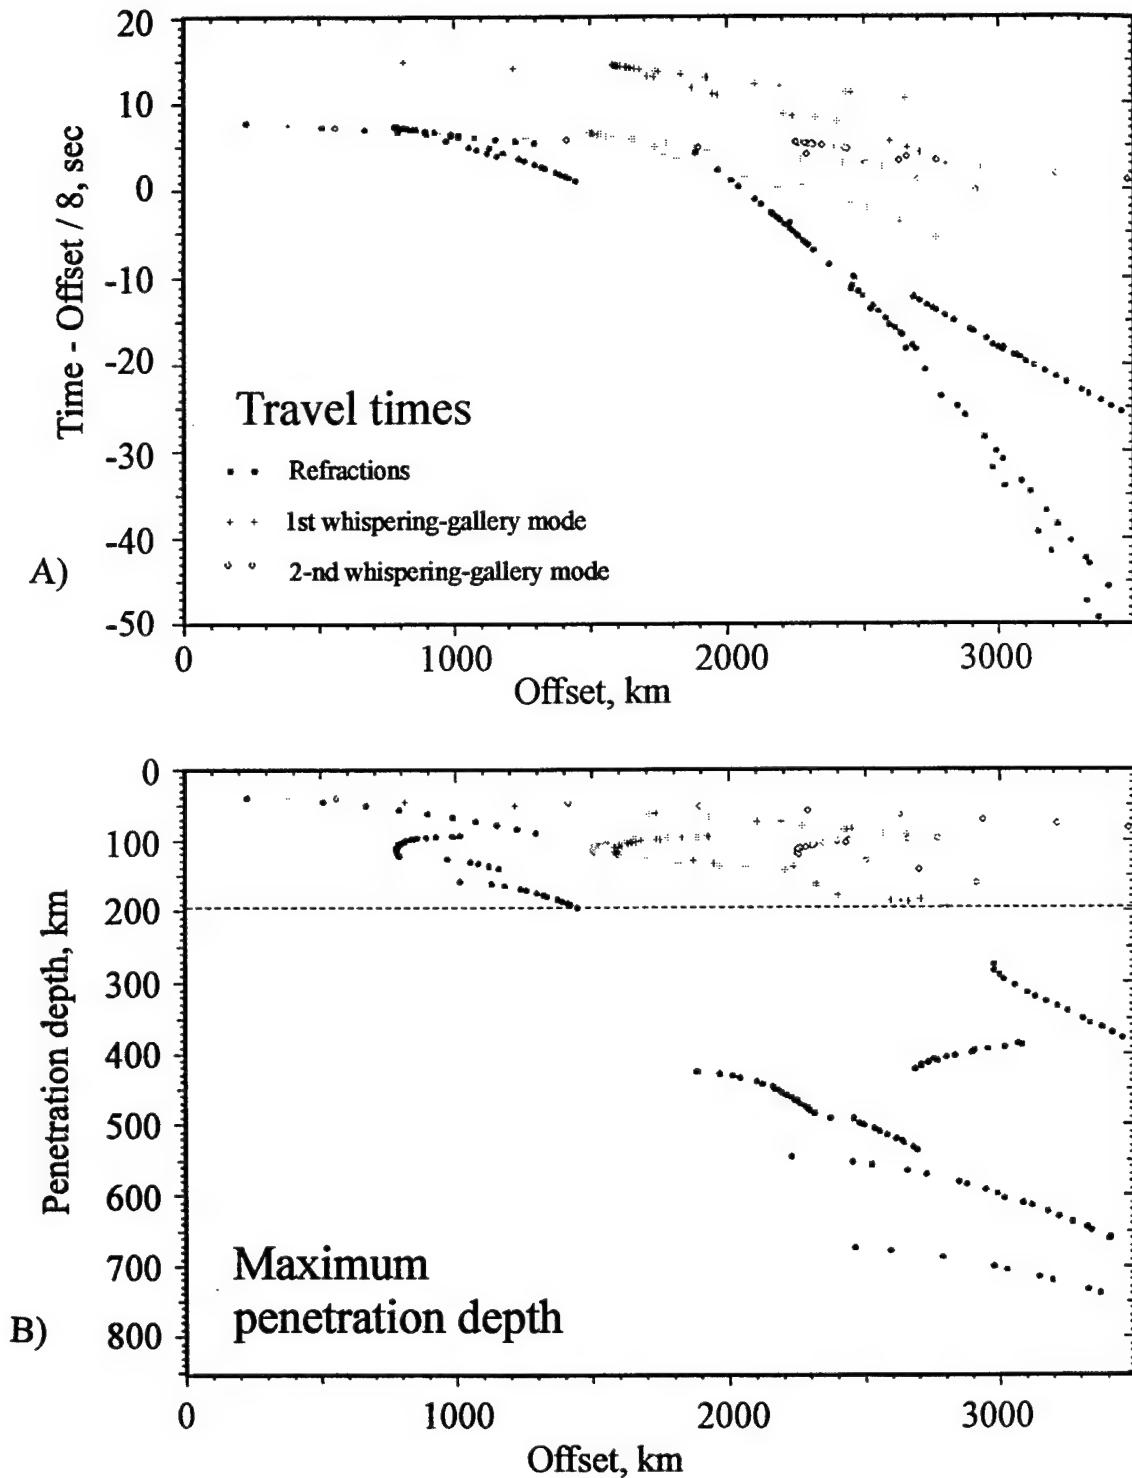 20
10
0
-10
-20
-30
-40
-50
Time - Offset / 8, sec
Travel times
Refractions
1st whispering-gallery mode
2-nd whispering-gallery mode
A)
0
1000
2000
3000
Offset, km
0
100
200
300
400
500
600
700
800
Penetration depth, km
Maximum
penetration depth
B)
0
1000
2000
3000
Offset, km